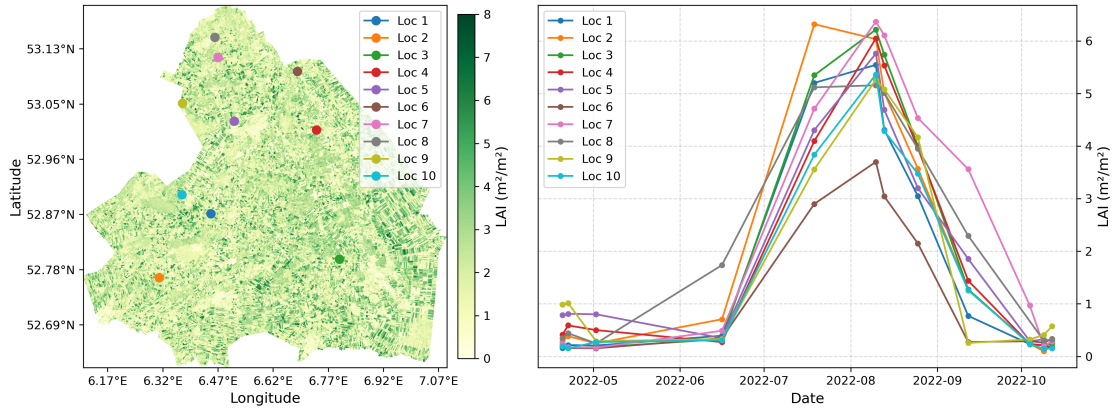 53.13°N
53.05°N
52.96°N
52.87°N
52.78°N
52.69°N
Latitude
6.17°E 6.32°E 6.47°E 6.62°E 6.77°E 6.92°E 7.07°E
Longitude
Loc 1
Loc 2
Loc 3
Loc 4
Loc 5
Loc 6
Loc 7
Loc 8
Loc 9
Loc 10
8
7
6
5
4
3
2
1
0
LAI (m²/m²)
Loc 1
Loc 2
Loc 3
Loc 4
Loc 5
Loc 6
Loc 7
Loc 8
Loc 9
Loc 10
2022-05 2022-06 2022-07 2022-08 2022-09 2022-10
Date
6
5
4
3
2
1
0
LAI (m²/m²)